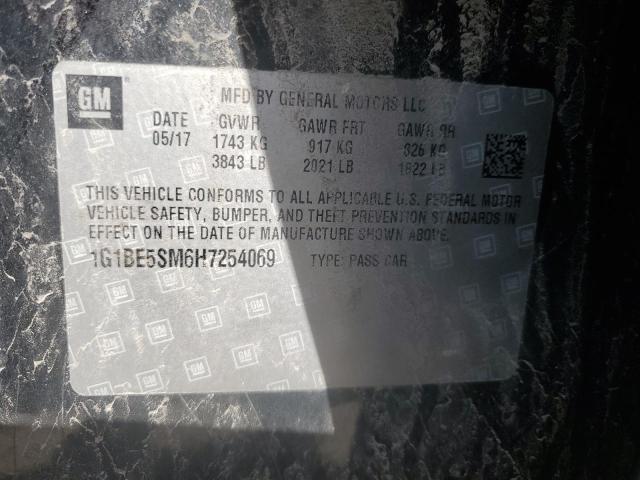 GM
MFD BY GENERAL MOTORS LLC
DATE GVWR GAWR FRT GAWR RR
05/17 1743 KG 917 KG 826 KG
3843 LB 2021 LB 1822 LB
THIS VEHICLE CONFORMS TO ALL APPLICABLE U.S. FEDERAL MOTOR
VEHICLE SAFETY, BUMPER, AND THEFT PREVENTION STANDARDS IN
EFFECT ON THE DATE OF MANUFACTURE SHOWN ABOVE.
1G1BE5SM6H7254069 TYPE: PASS CAR